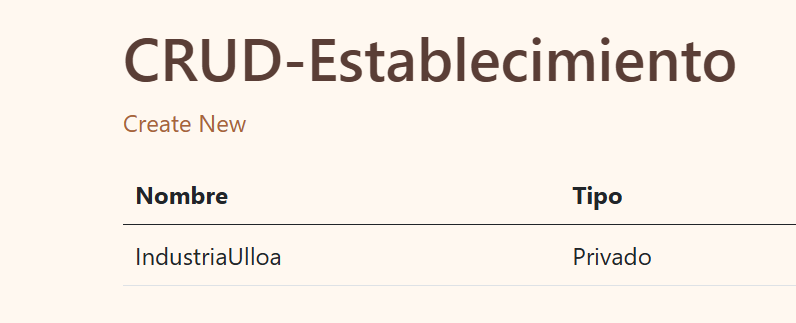 CRUD-Establecimiento
Create New
Nombre Tipo
IndustriaUlloa Privado